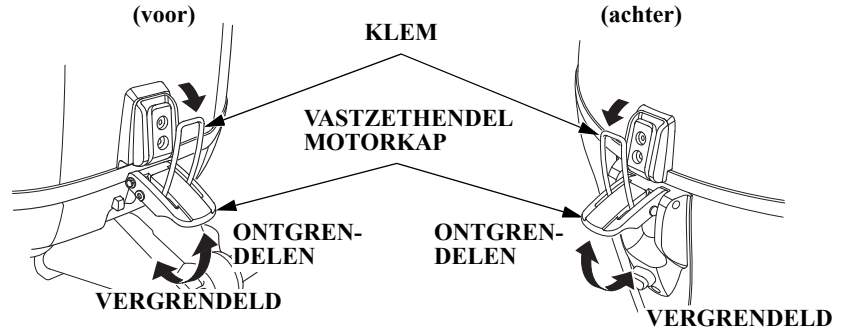 (voor)
(achter)
KLEM
VASTZETHENDEL
MOTORKAP
ONTGREN-
DELEN
ONTGREN-
DELEN
VERGRENDELD
VERGRENDELD